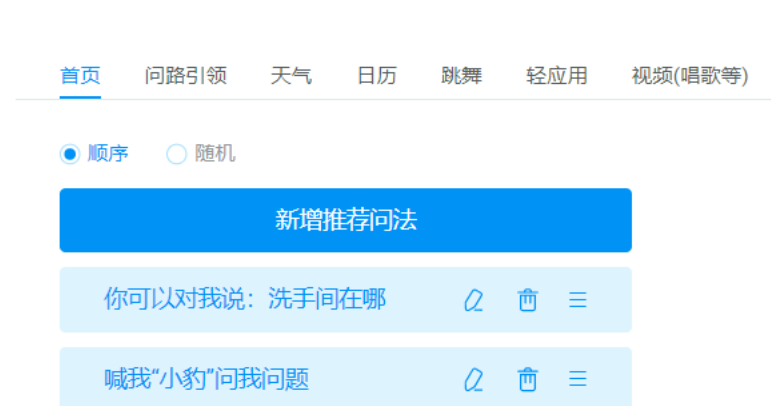 首页 问路引领 天气 日历 跳舞 轻应用 视频(唱歌等)
顺序 随机
新增推荐问法
你可以对我说：洗手间在哪
喊我“小豹”问我问题